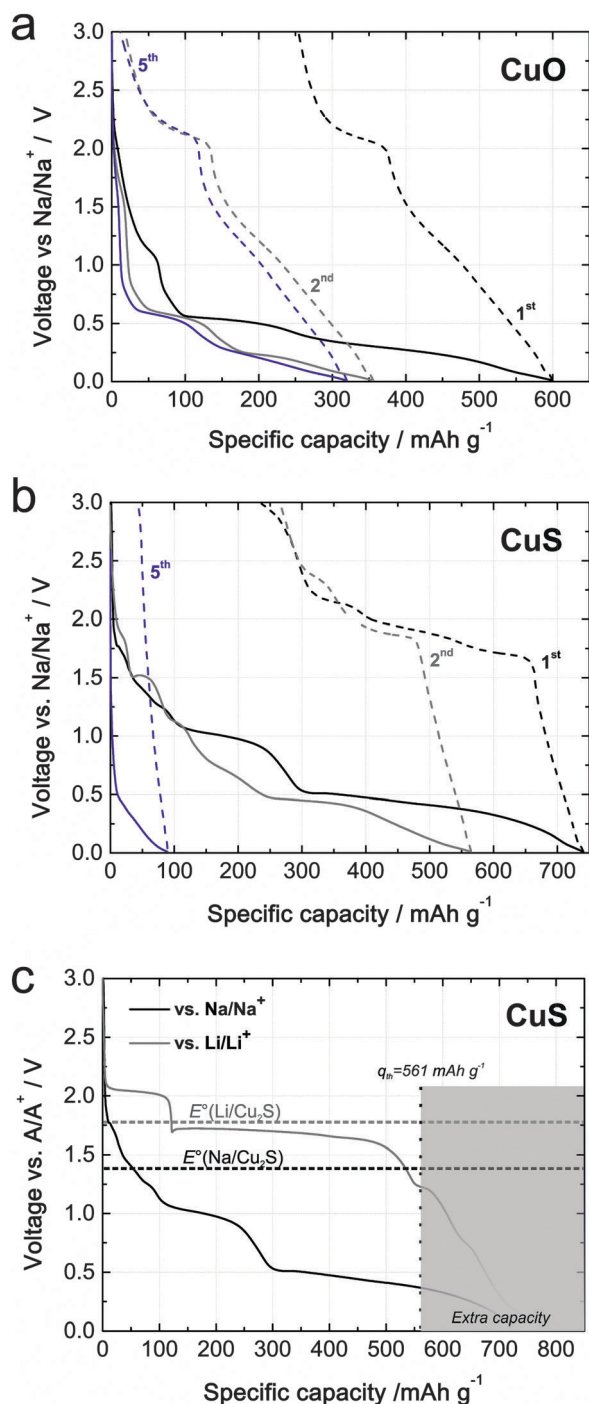 a
CuO
5th
2nd
1st
3.0
2.5
2.0
1.5
1.0
0.5
0.0
Voltage vs Na/Na+ / V
0 100 200 300 400 500 600
Specific capacity / mAh g-1
b
CuS
5th
2nd
1st
3.0
2.5
2.0
1.5
1.0
0.5
0.0
Voltage vs. Na/Na+ / V
0 100 200 300 400 500 600 700
Specific capacity / mAh g-1
c
vs. Na/Na+
vs. Li/Li+
CuS
qth=561 mAh g-1
E°(Li/Cu2S)
E°(Na/Cu2S)
Extra capacity
3.0
2.5
2.0
1.5
1.0
0.5
0.0
Voltage vs. A/A+ / V
0 100 200 300 400 500 600 700 800
Specific capacity /mAh g-1